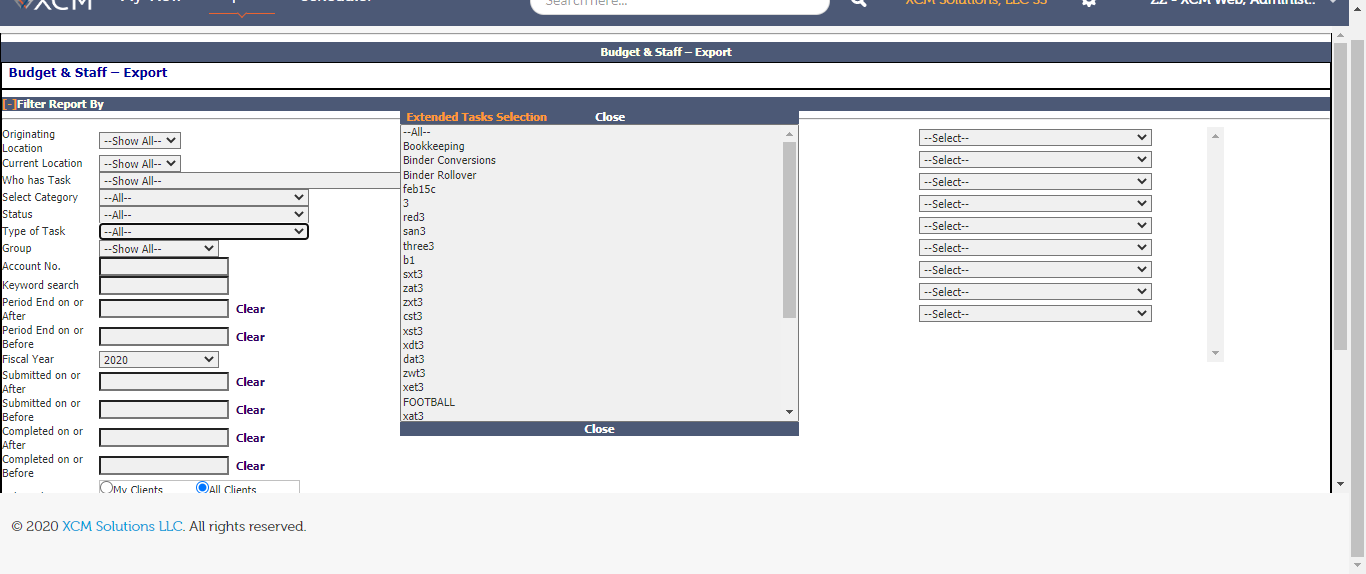 XCM
Search here...
XCM Solutions, LLC SS
ZZ - XCM Web, Administ..
Budget & Staff – Export
Budget & Staff – Export
[-]Filter Report By
Extended Tasks Selection Close
Originating Location --Show All--
Current Location --Show All--
Who has Task --Show All--
Select Category --All--
Status --All--
Type of Task --All--
Group --Show All--
Account No.
Keyword search
Period End on or After Clear
Period End on or Before Clear
Fiscal Year 2020
Submitted on or After Clear
Submitted on or Before Clear
Completed on or After Clear
Completed on or Before Clear
My Clients All Clients
--All--
Bookkeeping
Binder Conversions
Binder Rollover
feb15c
3
red3
san3
three3
b1
sxt3
zat3
zxt3
cst3
xst3
xdt3
dat3
zwt3
xet3
FOOTBALL
xat3
Close
--Select--
--Select--
--Select--
--Select--
--Select--
--Select--
--Select--
--Select--
--Select--
© 2020 XCM Solutions LLC. All rights reserved.